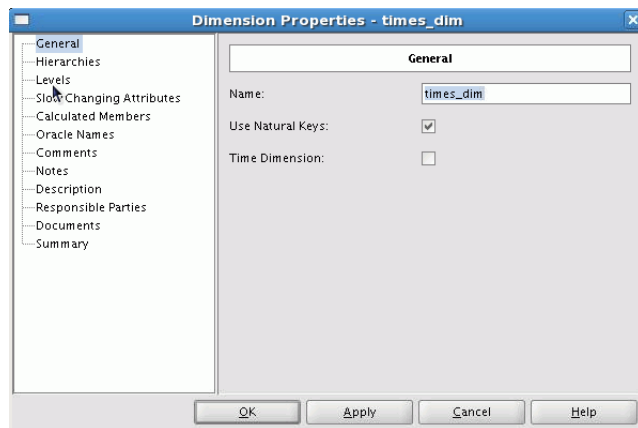 Dimension Properties - times_dim
General
Hierarchies
Levels
Slow Changing Attributes
Calculated Members
Oracle Names
Comments
Notes
Description
Responsible Parties
Documents
Summary
General
Name: times_dim
Use Natural Keys:
Time Dimension:
OK Apply Cancel Help